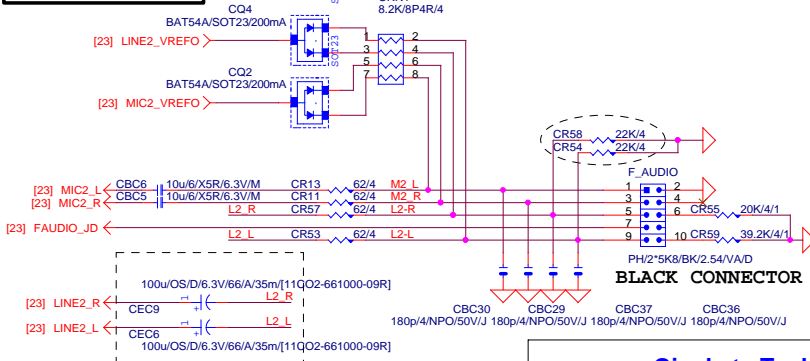 CQ4
BAT54A/SOT23/200mA
8.2K/8P4R/4
[23] LINE2_VREFO
SOT23
1 2
3 4
5 6
7 8
CQ2
BAT54A/SOT23/200mA
[23] MIC2_VREFO
CR58 22K/4
CR54 22K/4
F_AUDIO
[23] MIC2_L CBC6 10u/6/X5R/6.3V/M CR13 62/4 M2_L 1 2
[23] MIC2_R CBC5 10u/6/X5R/6.3V/M CR11 62/4 M2_R 3 4
L2_R CR57 62/4 L2-R 5 6 CR55 20K/4/1
[23] FAUDIO_JD 7
L2_L CR53 62/4 L2-L 9 10 CR59 39.2K/4/1
PH/2*5K8/BK/2.54/VA/D
BLACK CONNECTOR
100u/OS/D/6.3V/66/A/35m/[11CO2-661000-09R]
[23] LINE2_R CEC9 1 + L2_R
[23] LINE2_L CEC6 1 + L2_L
100u/OS/D/6.3V/66/A/35m/[11CO2-661000-09R]
CBC30 CBC29 CBC37 CBC36
180p/4/NPO/50V/J 180p/4/NPO/50V/J 180p/4/NPO/50V/J 180p/4/NPO/50V/J